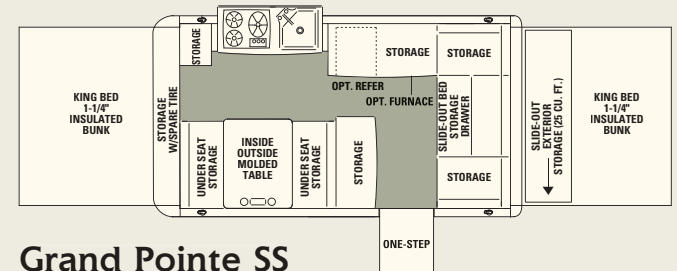 KING BED
1-1/4"
INSULATED
BUNK
STORAGE
W/SPARE TIRE
STORAGE
UNDER SEAT
STORAGE
INSIDE
OUTSIDE
MOLDED
TABLE
UNDER SEAT
STORAGE
STORAGE
OPT. REFER
OPT. FURNACE
STORAGE
STORAGE
SLIDE-OUT BED
STORAGE
DRAWER
STORAGE
SLIDE-OUT
EXTERIOR
STORAGE (25 CU. FT.)
KING BED
1-1/4"
INSULATED
BUNK
ONE-STEP
Grand Pointe SS